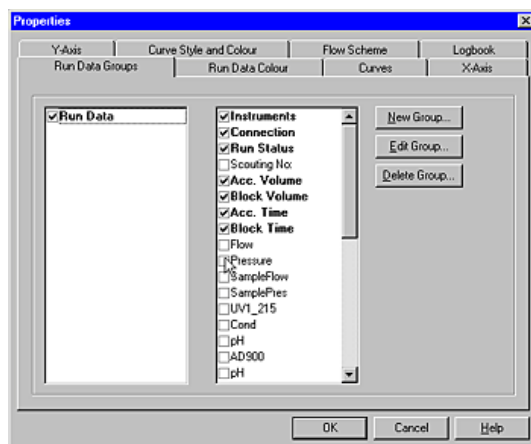 Properties
Y-Axis
Curve Style and Colour
Flow Scheme
Logbook
Run Data Groups
Run Data Colour
Curves
X-Axis
Run Data
Instruments
Connection
Run Status
Scouting No:
Acc. Volume
Block Volume
Acc. Time
Block Time
Flow
Pressure
SampleFlow
SamplePres
UV1_215
Cond
pH
AD900
pH
New Group...
Edit Group...
Delete Group...
OK
Cancel
Help